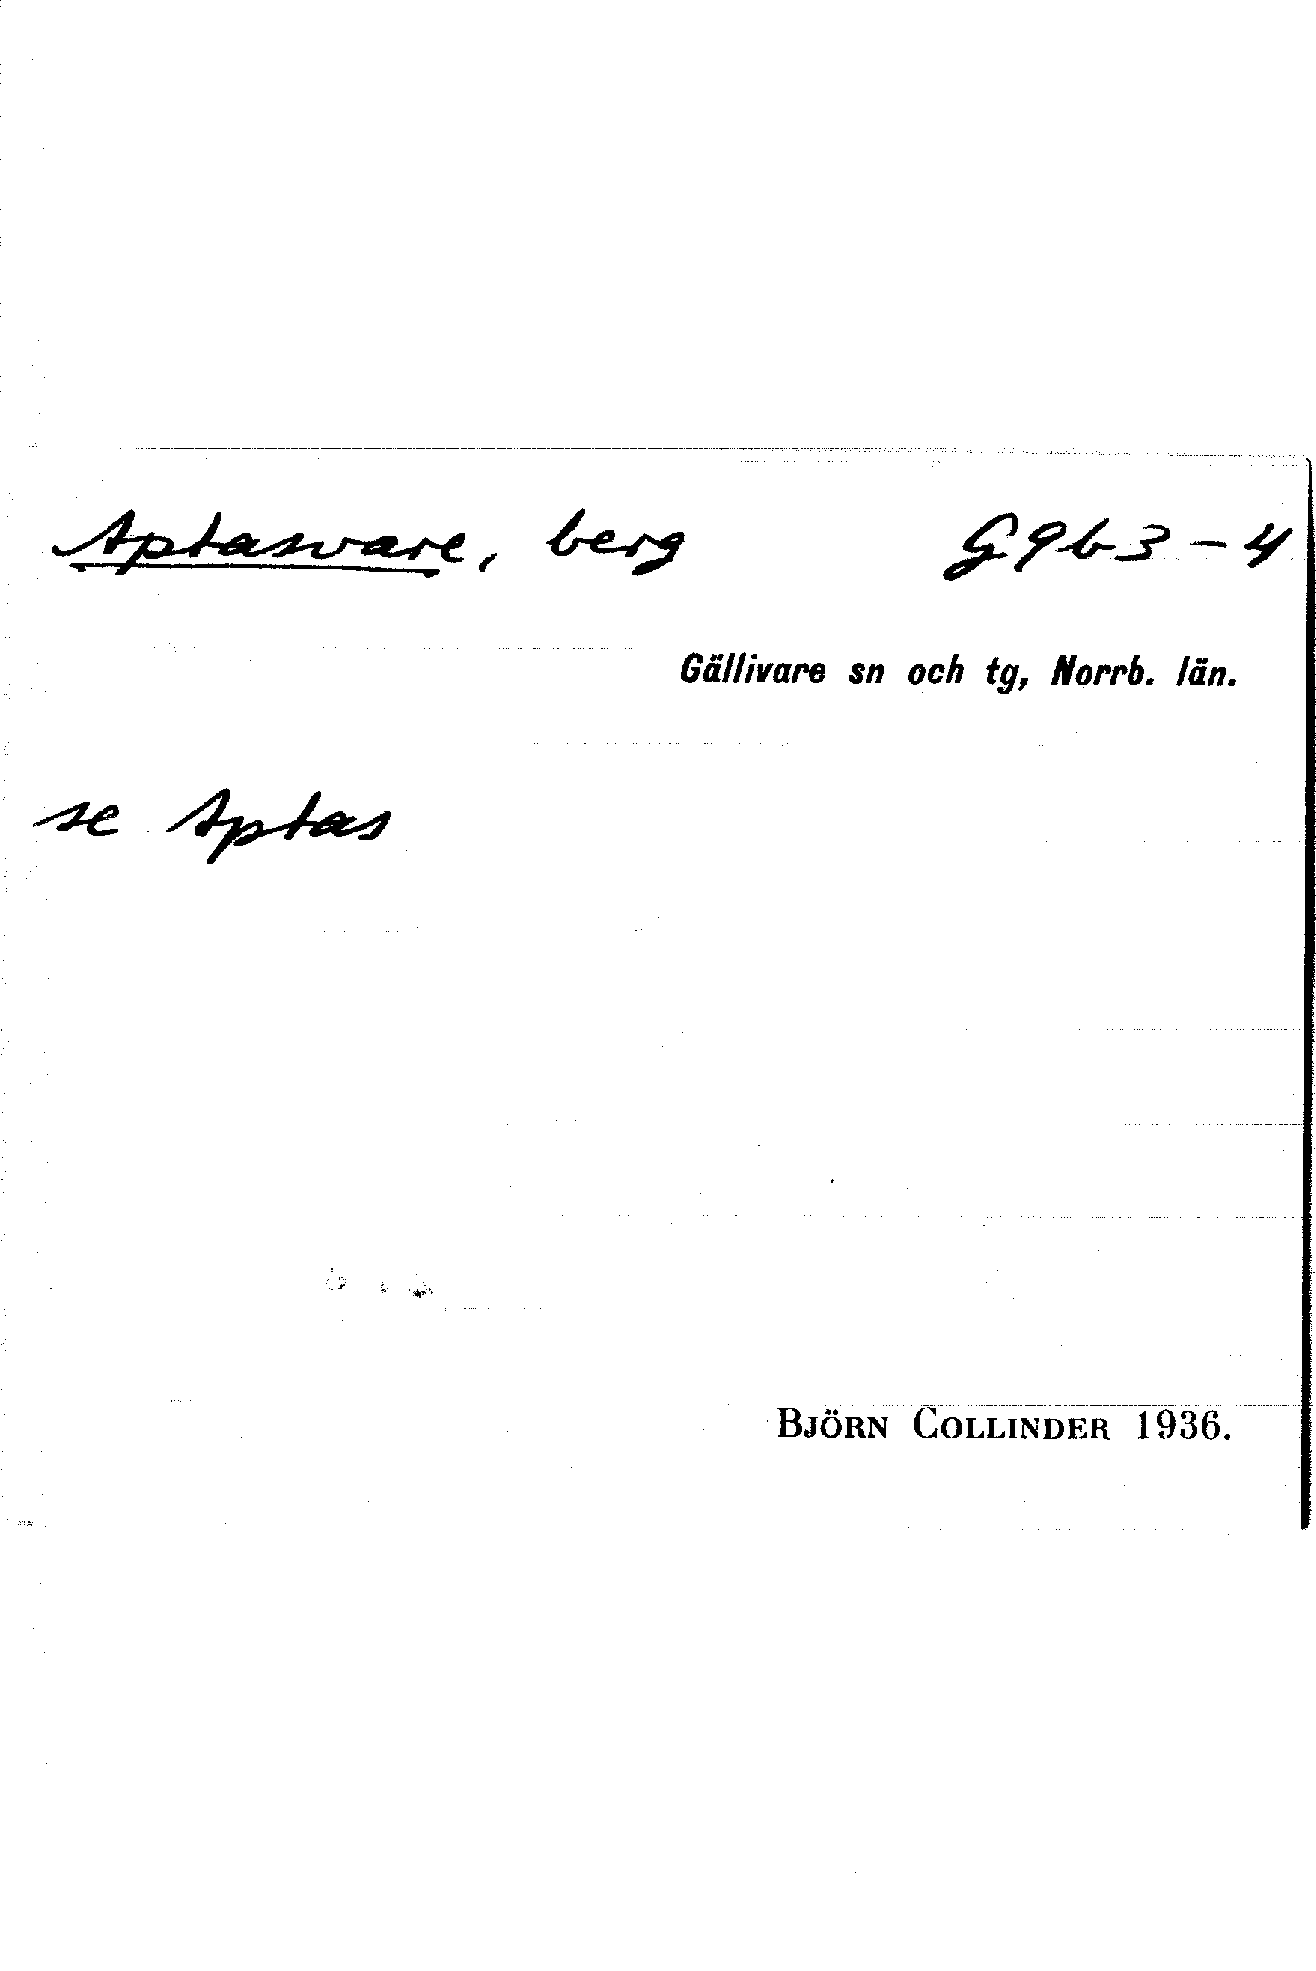 Aptasvare, berg G9b3-4
Gällivare sn och tg, Norrb. län.
se Aptas
BJÖRN COLLINDER 1936.